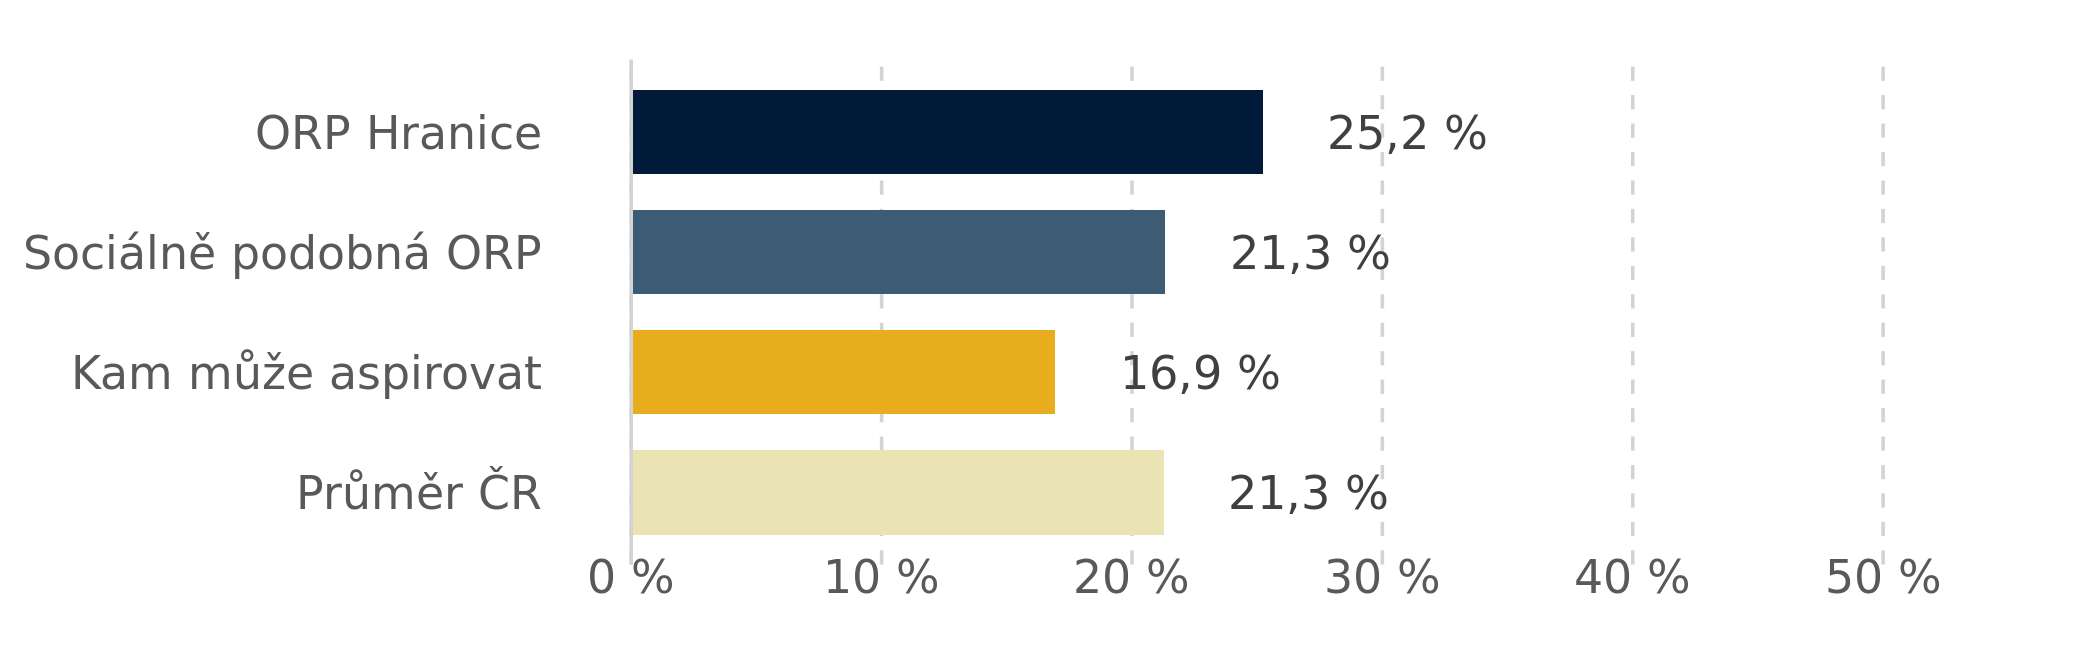 ORP Hranice 25,2 %
Sociálně podobná ORP 21,3 %
Kam může aspirovat 16,9 %
Průměr ČR 21,3 %
0 % 10 % 20 % 30 % 40 % 50 %